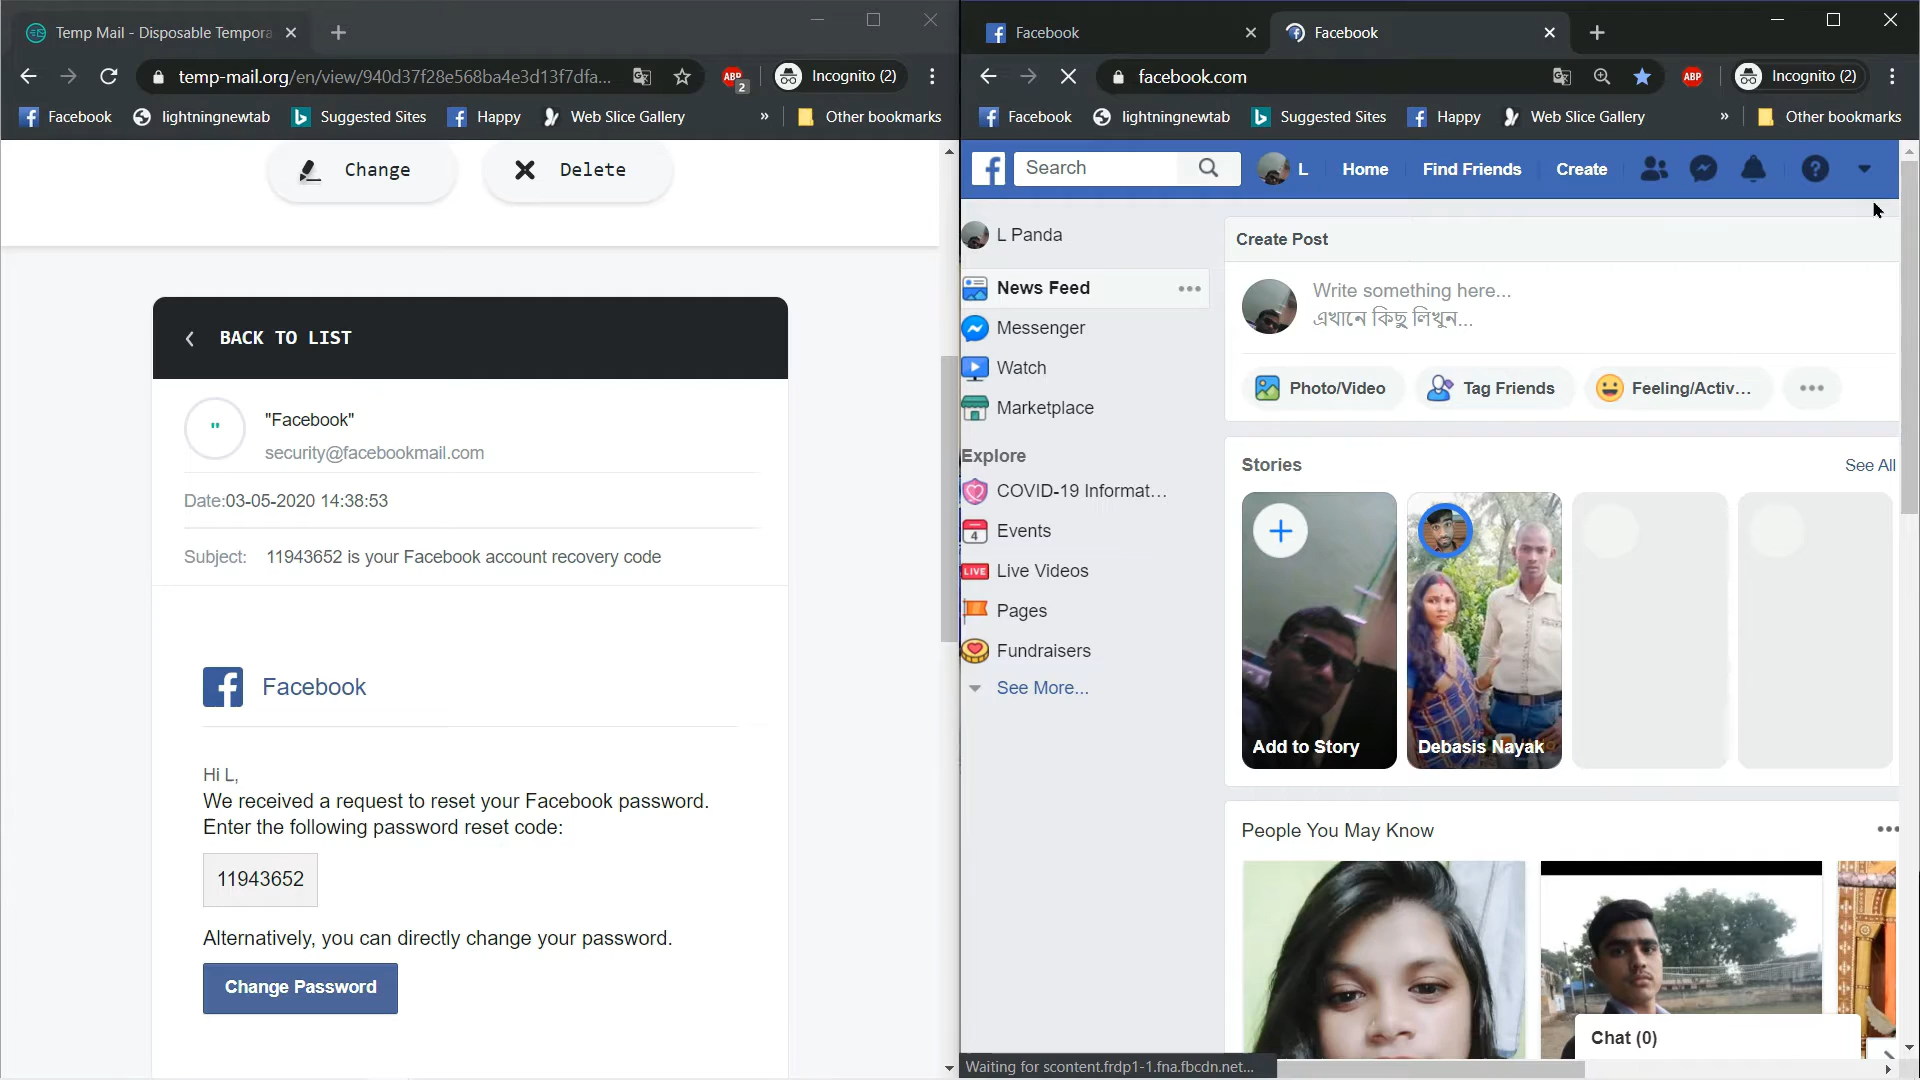 Temp Mail - Disposable Tempora
temp-mail.org/en/view/940d37f28e568ba4e3d13f7dfa...
ABP
2
Incognito (2)
Facebook
lightningnewtab
Suggested Sites
Happy
Web Slice Gallery
»
Other bookmarks
Change
Delete
BACK TO LIST
"
"Facebook"
security@facebookmail.com
Date:03-05-2020 14:38:53
Subject: 11943652 is your Facebook account recovery code
Facebook
Hi L,
We received a request to reset your Facebook password.
Enter the following password reset code:
11943652
Alternatively, you can directly change your password.
Change Password
Facebook
Facebook
facebook.com
ABP
Incognito (2)
Facebook
lightningnewtab
Suggested Sites
Happy
Web Slice Gallery
»
Other bookmarks
Search
L
Home
Find Friends
Create
L Panda
News Feed
Messenger
Watch
Marketplace
Explore
COVID-19 Informat...
4
Events
LIVE
Live Videos
Pages
Fundraisers
See More...
Create Post
Write something here...
এখানে কিছু লিখুন...
Photo/Video
Tag Friends
Feeling/Activ...
Stories
See All
Add to Story
Debasis Nayak
People You May Know
Chat (0)
Waiting for scontent.frdp1-1.fna.fbcdn.net...